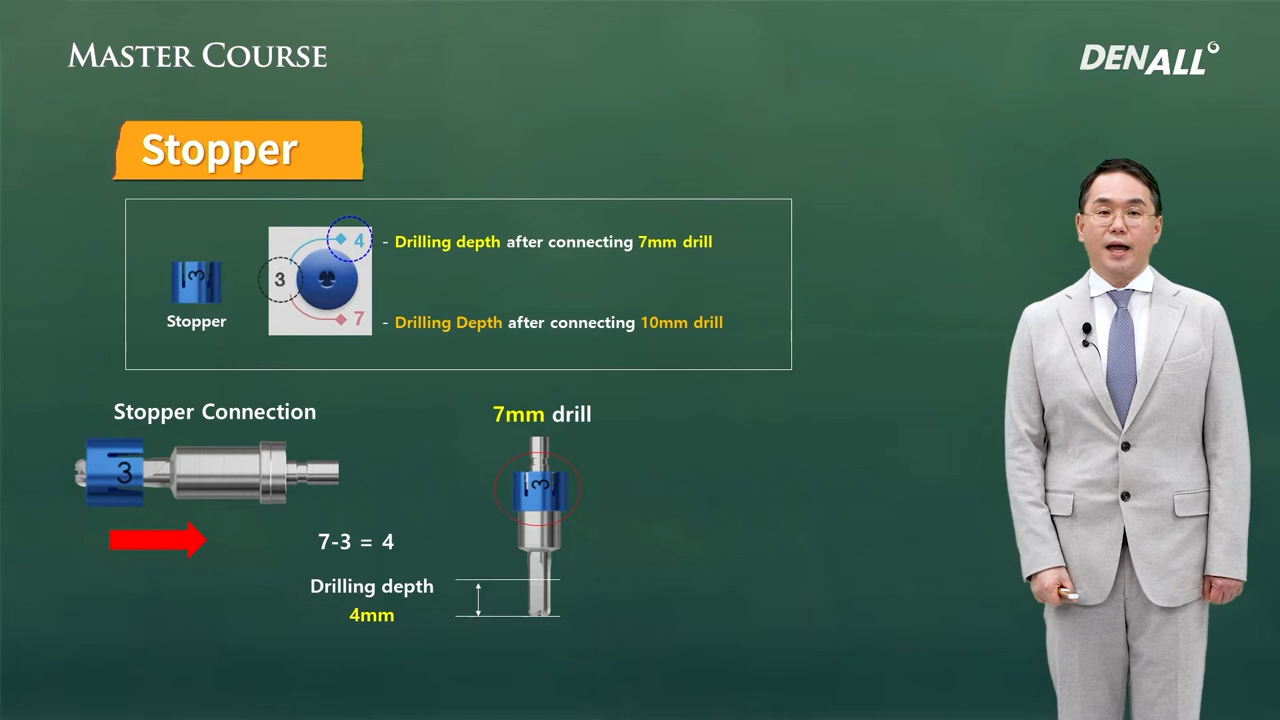 MASTER COURSE
DENALL
Stopper
4 - Drilling depth after connecting 7mm drill
3
3
Stopper
7 - Drilling Depth after connecting 10mm drill
Stopper Connection
7mm drill
3
3
7-3 = 4
Drilling depth
4mm